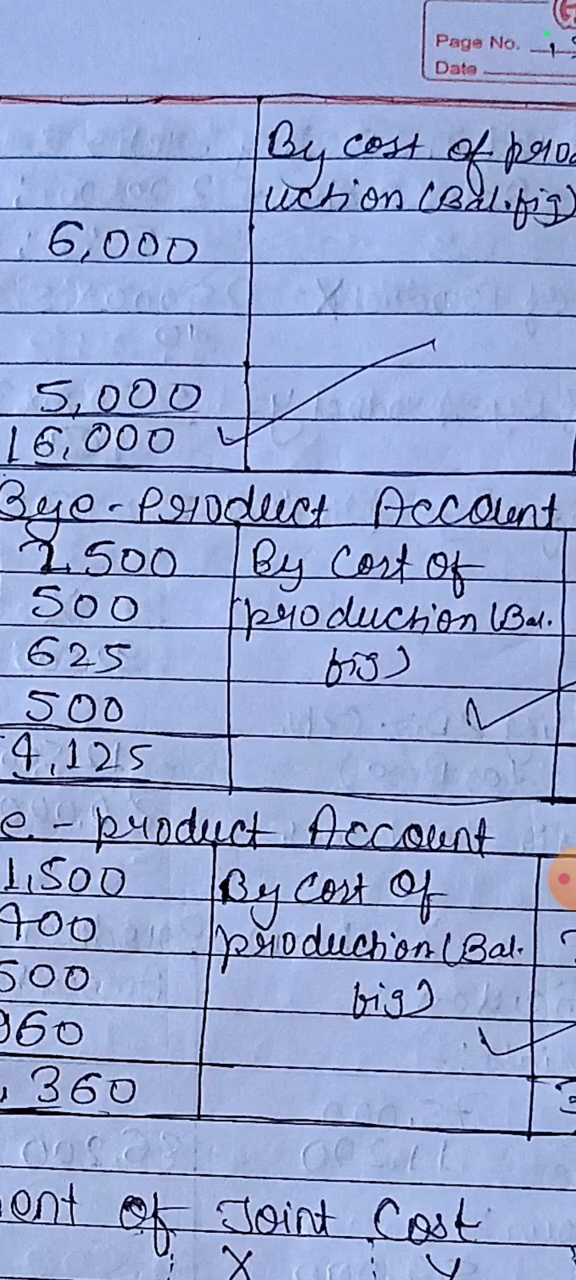 Page No.
Date
By cost of prod
uction (Bal.fig)
6,000
5,000
16,000
Bye-Product Account
2,500 By Cost Of
500 production (Bal.
625 fig)
500
4,125
e-product Account
1,500 By Cost Of
400 production (Bal.
500 fig)
960
,360
ent of Joint Cost
X Y